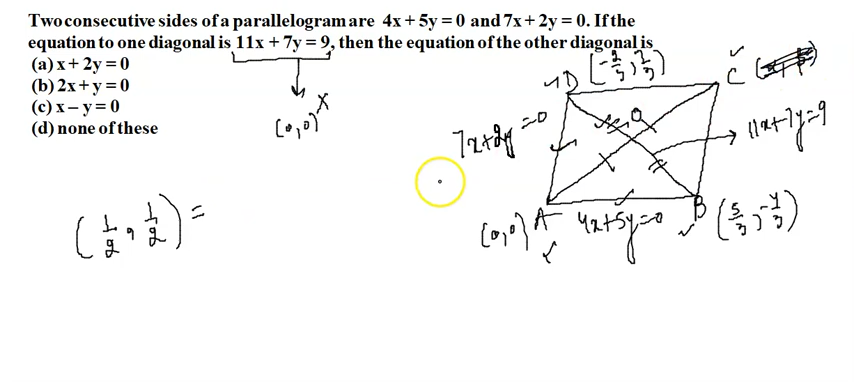 Two consecutive sides of a parallelogram are 4x + 5y = 0 and 7x + 2y = 0. If the
equation to one diagonal is 11x + 7y = 9, then the equation of the other diagonal is
(a) x + 2y = 0
(b) 2x + y = 0
(c) x – y = 0
(d) none of these
(0,0) X
D (-2/3, 7/3)
C
7x+2y=0
O
11x+7y=9
(0,0) A
4x+5y=0
B (5/3, -4/3)
(1/2, 1/2) =